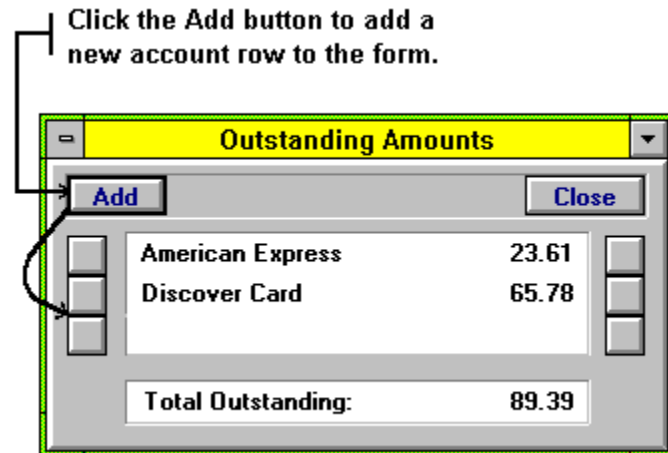 Click the Add button to add a
new account row to the form.
Outstanding Amounts
Add Close
American Express 23.61
Discover Card 65.78
Total Outstanding: 89.39